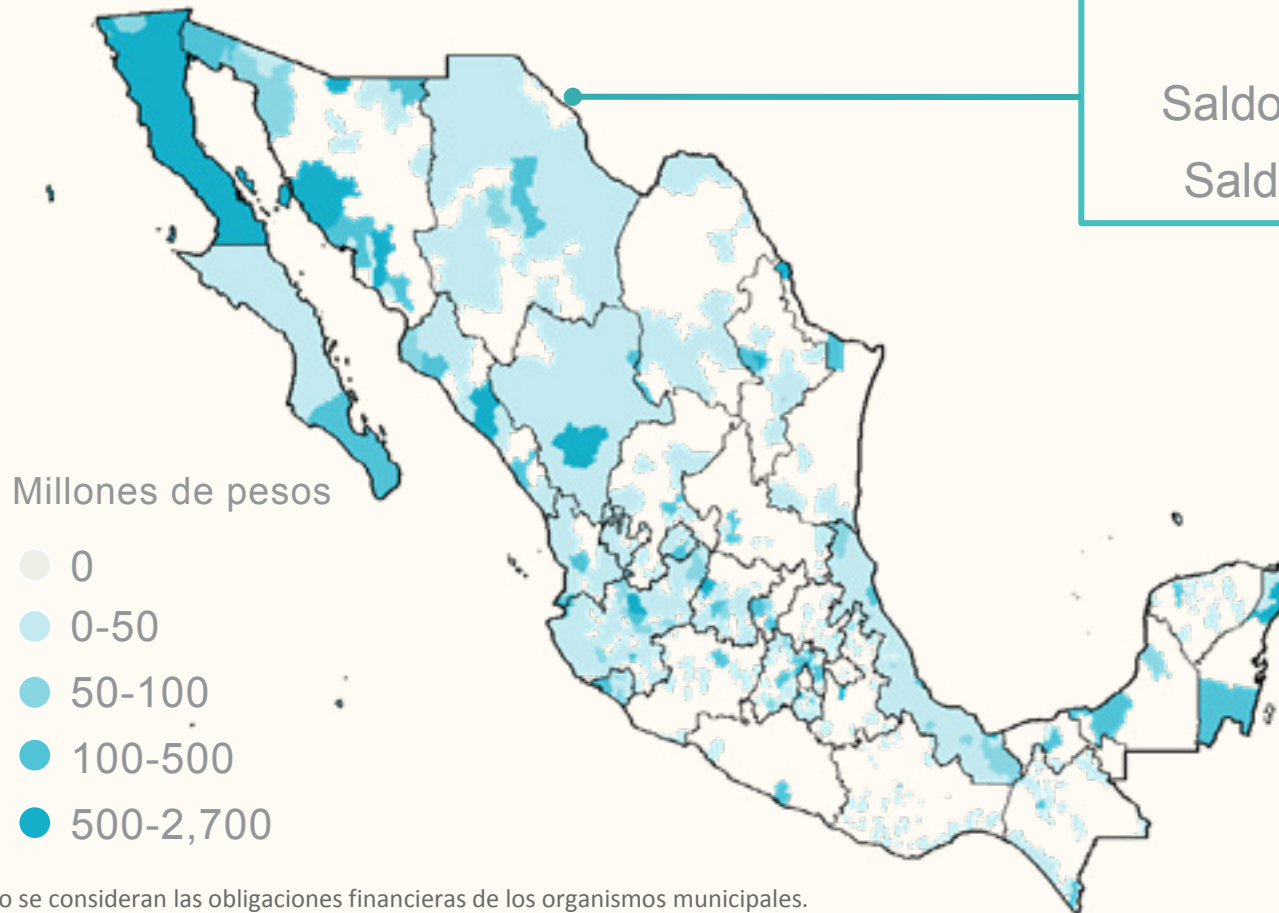 Saldo
Sald
Millones de pesos
0
0-50
50-100
100-500
500-2,700
o se consideran las obligaciones financieras de los organismos municipales.